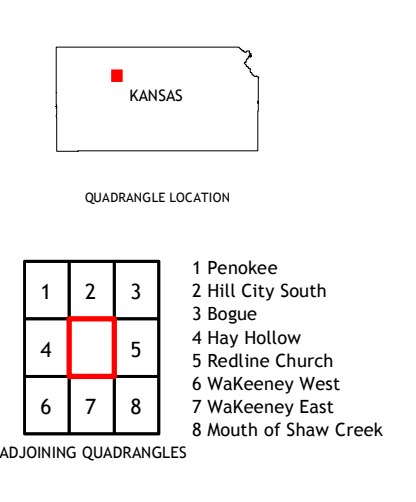 KANSAS
QUADRANGLE LOCATION
1 2 3
4 5
6 7 8
1 Penokee
2 Hill City South
3 Bogue
4 Hay Hollow
5 Redline Church
6 WaKeeney West
7 WaKeeney East
8 Mouth of Shaw Creek
ADJOINING QUADRANGLES